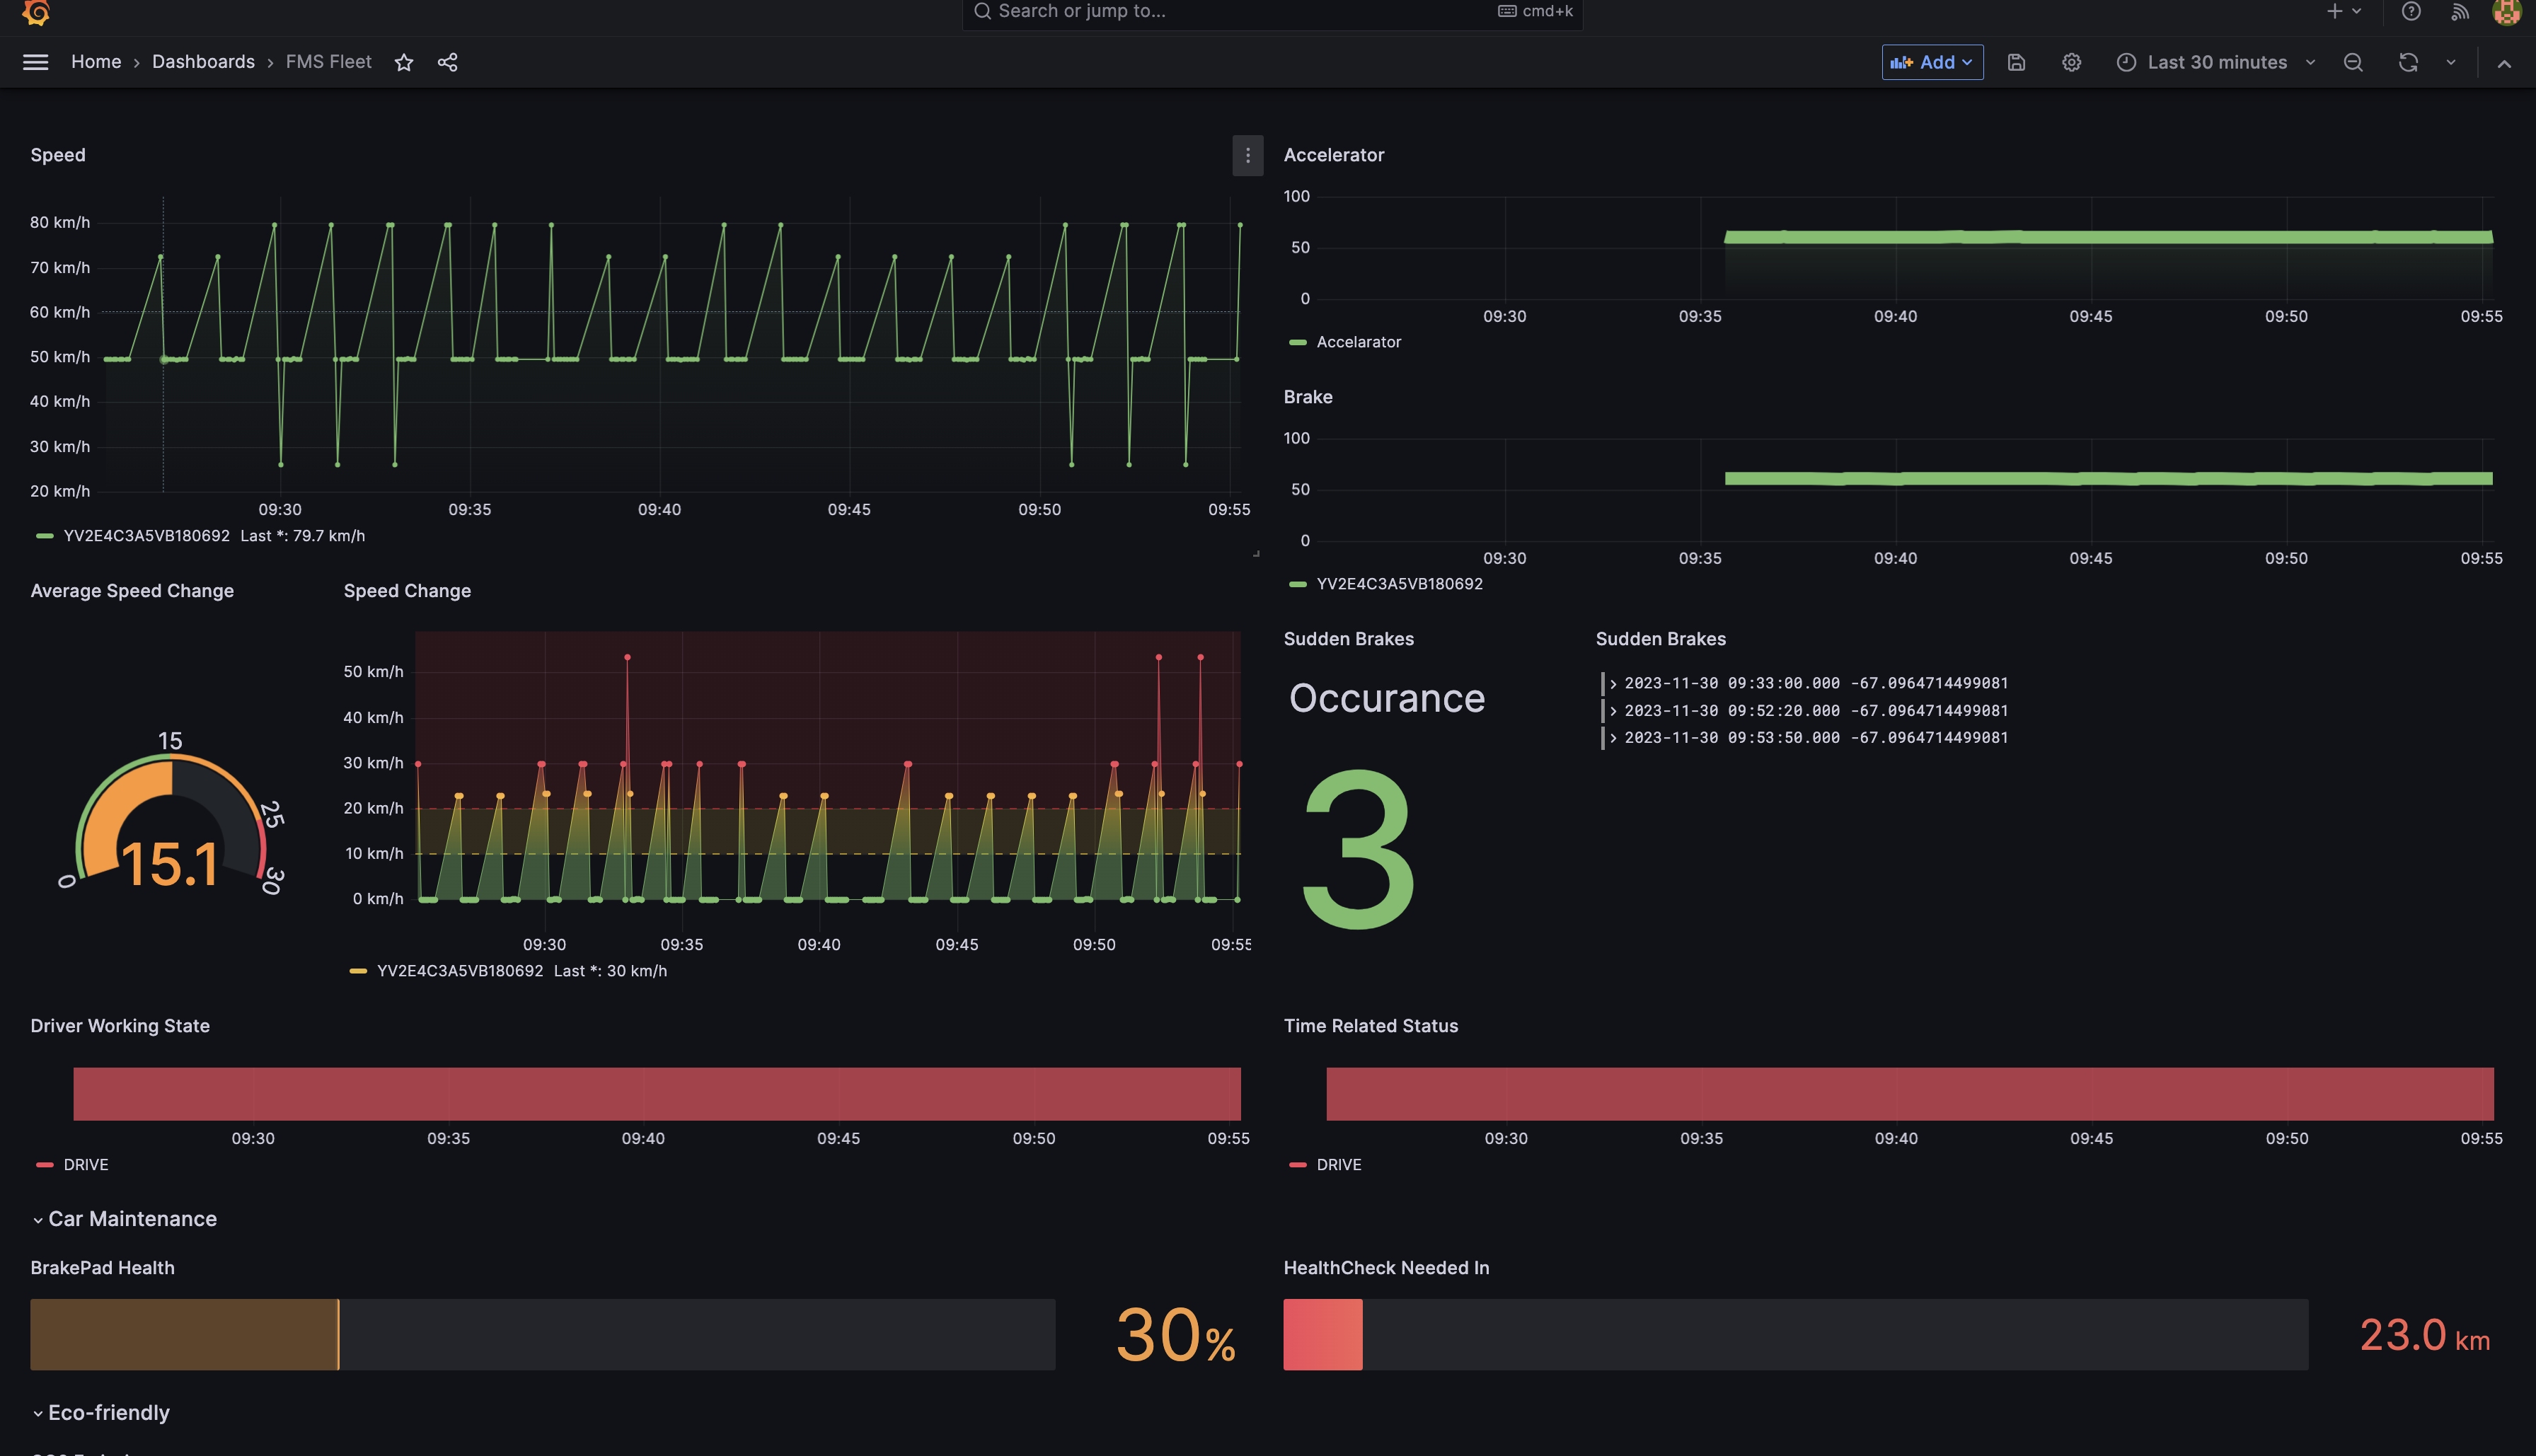 Search or jump to...
cmd+k
Home › Dashboards › FMS Fleet
Add
Last 30 minutes
Speed
80 km/h
70 km/h
60 km/h
50 km/h
40 km/h
30 km/h
20 km/h
09:30 09:35 09:40 09:45 09:50 09:55
YV2E4C3A5VB180692 Last *: 79.7 km/h
Accelerator
100
50
0
09:30 09:35 09:40 09:45 09:50 09:55
Accelarator
Brake
100
50
0
09:30 09:35 09:40 09:45 09:50 09:55
YV2E4C3A5VB180692
Average Speed Change
0
15
25
30
15.1
Speed Change
50 km/h
40 km/h
30 km/h
20 km/h
10 km/h
0 km/h
09:30 09:35 09:40 09:45 09:50 09:55
YV2E4C3A5VB180692 Last *: 30 km/h
Sudden Brakes
Occurance
3
Sudden Brakes
2023-11-30 09:33:00.000 -67.0964714499081
2023-11-30 09:52:20.000 -67.0964714499081
2023-11-30 09:53:50.000 -67.0964714499081
Driver Working State
09:30 09:35 09:40 09:45 09:50 09:55
DRIVE
Time Related Status
09:30 09:35 09:40 09:45 09:50 09:55
DRIVE
Car Maintenance
BrakePad Health
30%
HealthCheck Needed In
23.0 km
Eco-friendly